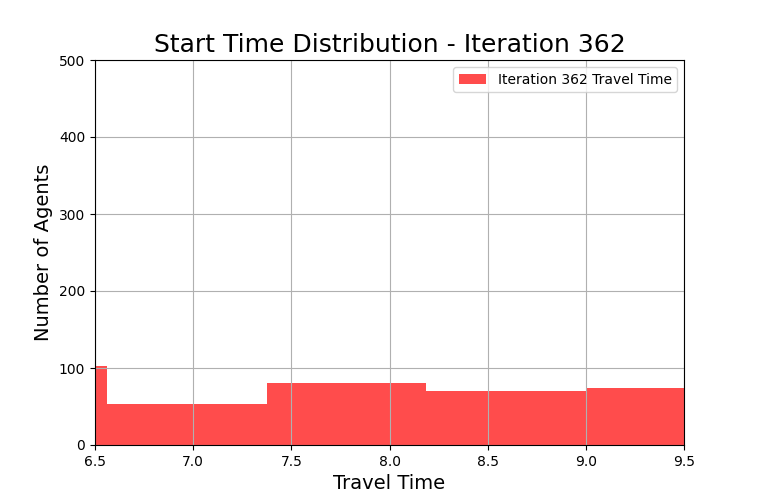 Start Time Distribution - Iteration 362
Iteration 362 Travel Time
Number of Agents
500
400
300
200
100
0
6.5 7.0 7.5 8.0 8.5 9.0 9.5
Travel Time